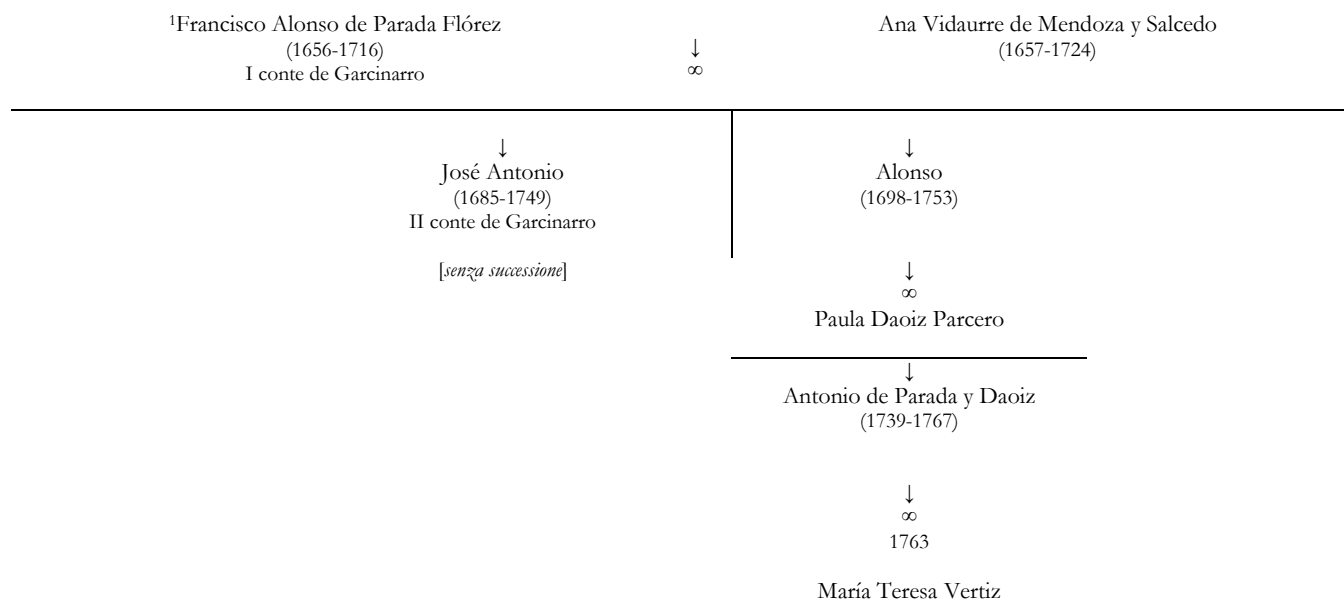 ¹Francisco Alonso de Parada Flórez
(1656-1716)
I conte de Garcinarro
↓
∞
Ana Vidaurre de Mendoza y Salcedo
(1657-1724)
↓
José Antonio
(1685-1749)
II conte de Garcinarro
[senza successione]
↓
Alonso
(1698-1753)
↓
∞
Paula Daoiz Parcero
↓
Antonio de Parada y Daoiz
(1739-1767)
↓
∞
1763
María Teresa Vertiz